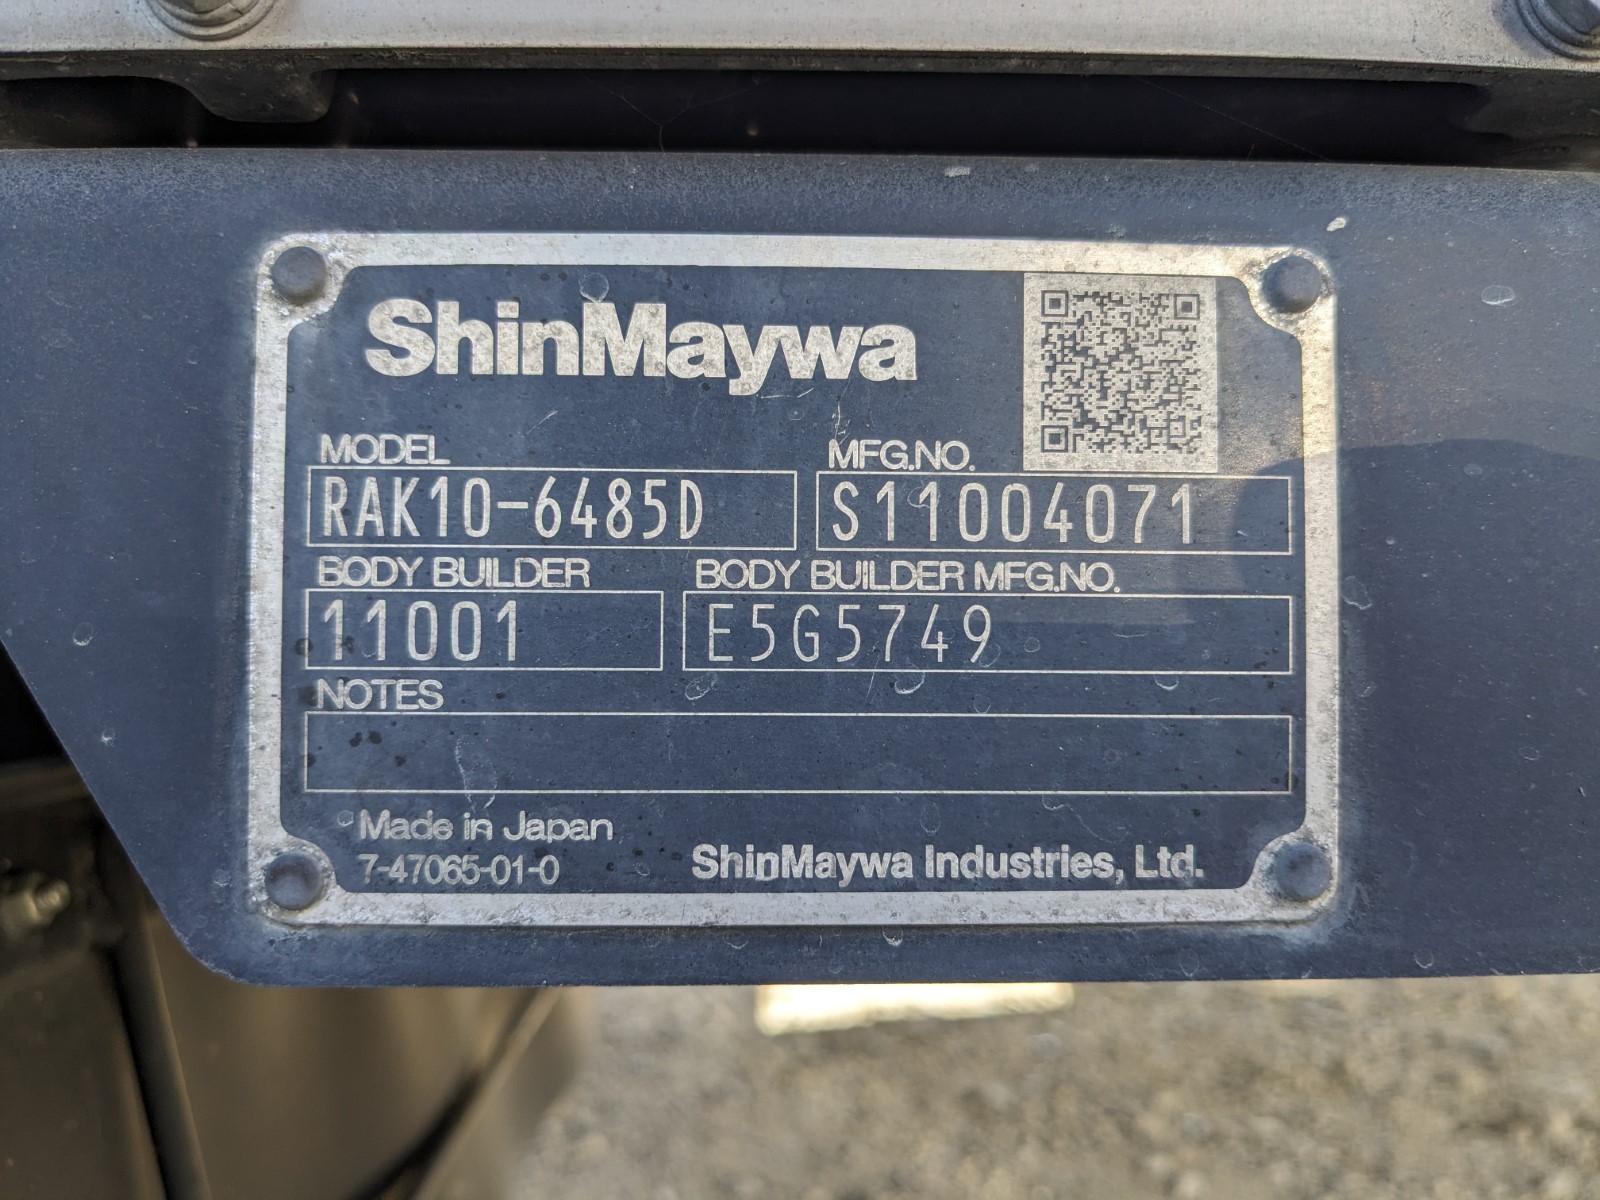 ShinMaywa
MODEL MFG.NO.
RAK10-6485D S11004071
BODY BUILDER BODY BUILDER MFG.NO.
11001 E5G5749
NOTES
Made in Japan
7-47065-01-0 ShinMaywa Industries, Ltd.